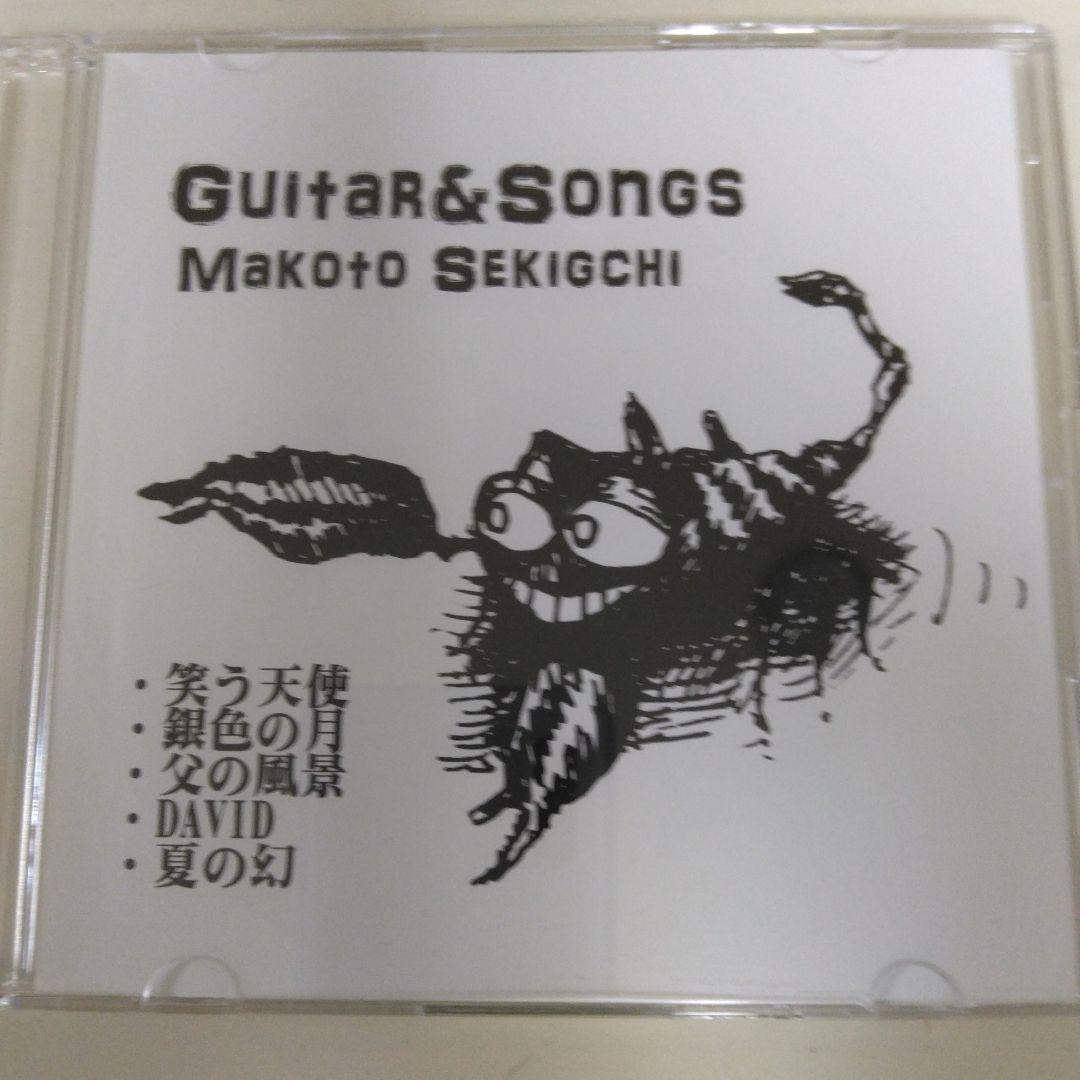 Guitar&Songs
Makoto Sekigchi
・笑う天使
・銀色の月
・父の風景
・DAVID
・夏の幻